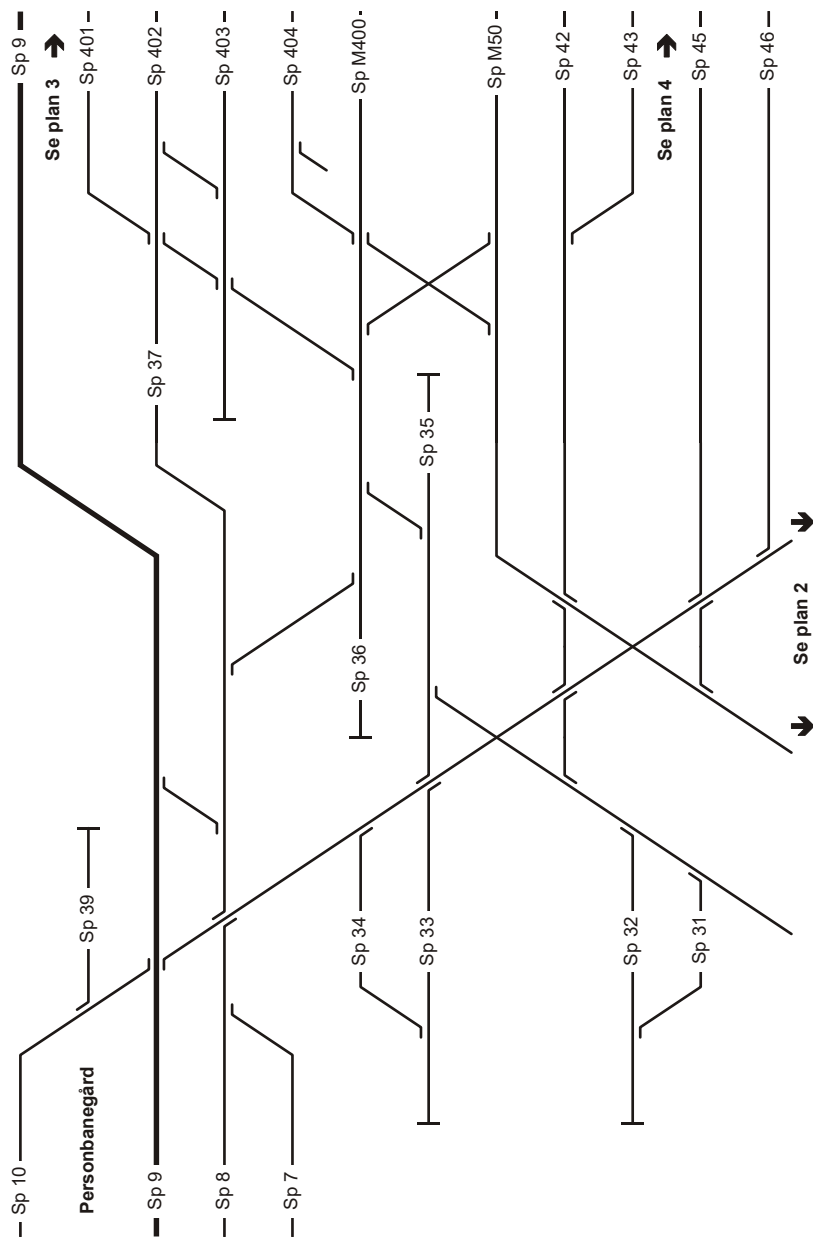 Sp 10
Personbanegård
Sp 9
Sp 8
Sp 7
Sp 39
Sp 34
Sp 33
Sp 32
Sp 31
Sp 36
Sp 37
Sp 35
Sp 9
Se plan 3 →
Sp 401
Sp 402
Sp 403
Sp 404
Sp M400
Sp M50
Sp 42
Sp 43
Se plan 4 →
Sp 45
Sp 46
← Se plan 2 ←